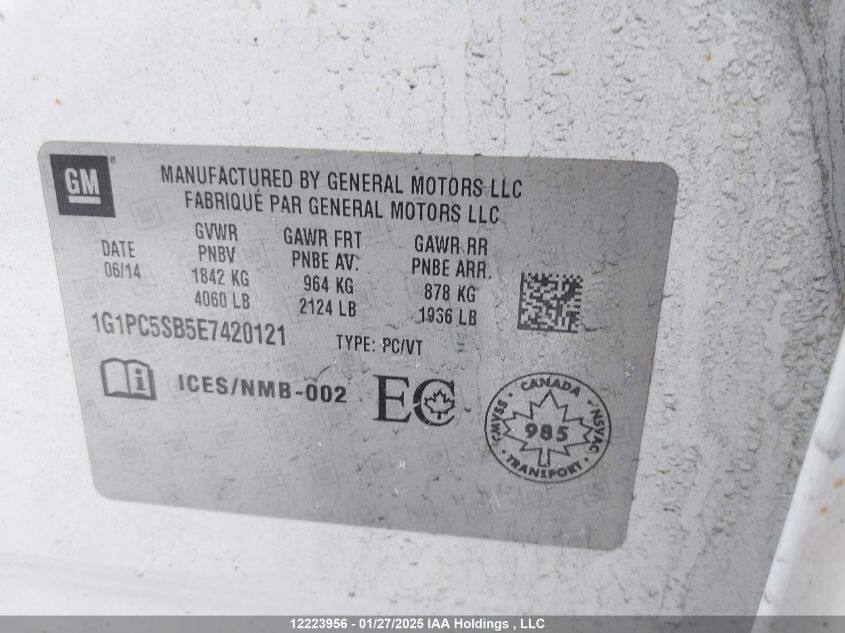 GM
MANUFACTURED BY GENERAL MOTORS LLC
FABRIQUÉ PAR GENERAL MOTORS LLC
DATE
06/14
GVWR
PNBV
1842 KG
4060 LB
GAWR FRT
PNBE AV.
964 KG
2124 LB
GAWR RR
PNBE ARR.
878 KG
1936 LB
1G1PC5SB5E7420121
TYPE: PC/VT
ICES/NMB-002
EC
CANADA
CMVSS
985
NSVAC
TRANSPORT
12223956 - 01/27/2025 IAA Holdings , LLC